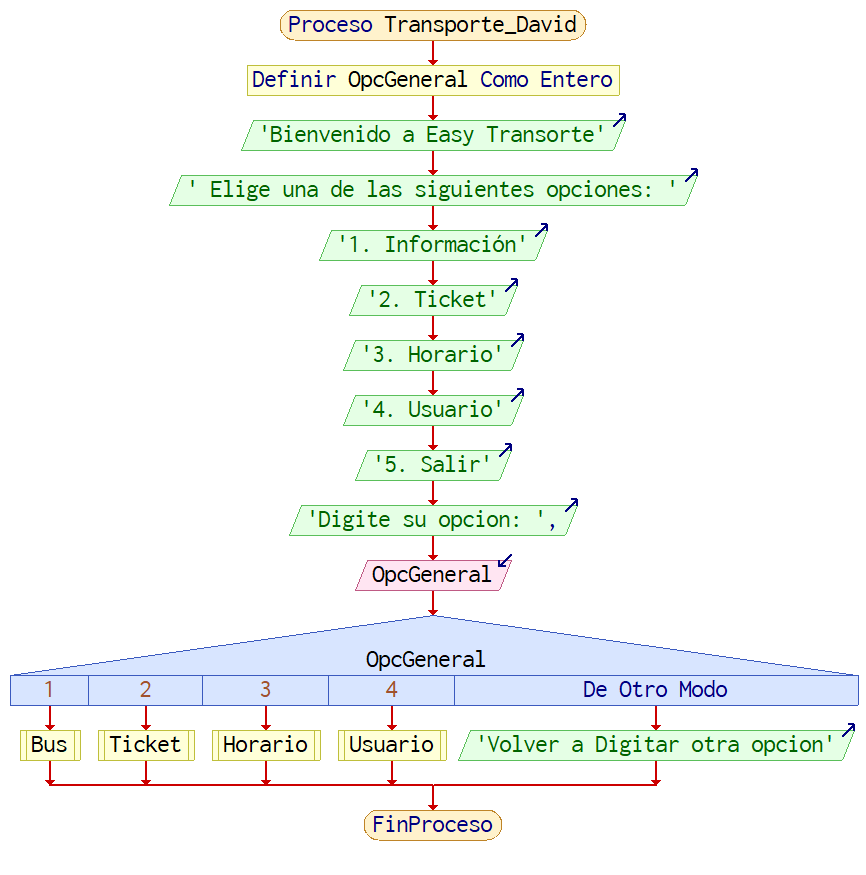 Proceso Transporte_David
Definir OpcGeneral Como Entero
'Bienvenido a Easy Transorte'
' Elige una de las siguientes opciones: '
'1. Información'
'2. Ticket'
'3. Horario'
'4. Usuario'
'5. Salir'
'Digite su opcion: ',
OpcGeneral
OpcGeneral
1 2 3 4 De Otro Modo
Bus Ticket Horario Usuario 'Volver a Digitar otra opcion'
FinProceso